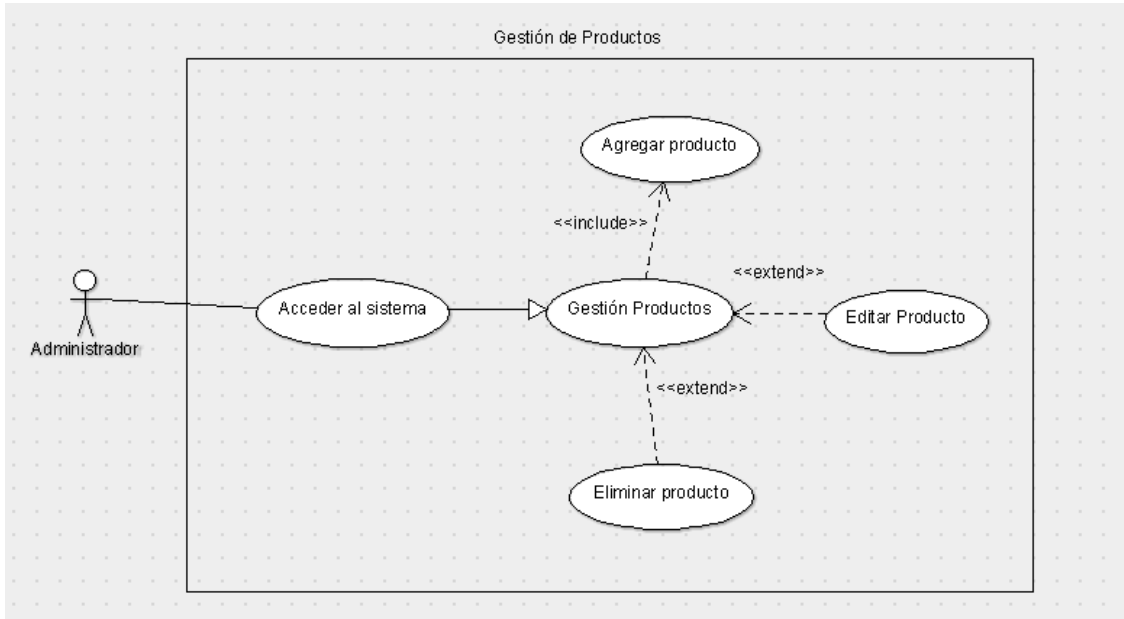 Gestión de Productos
Agregar producto
<<include>>
<<extend>>
Acceder al sistema
Gestión Productos
Editar Producto
Administrador
<<extend>>
Eliminar producto